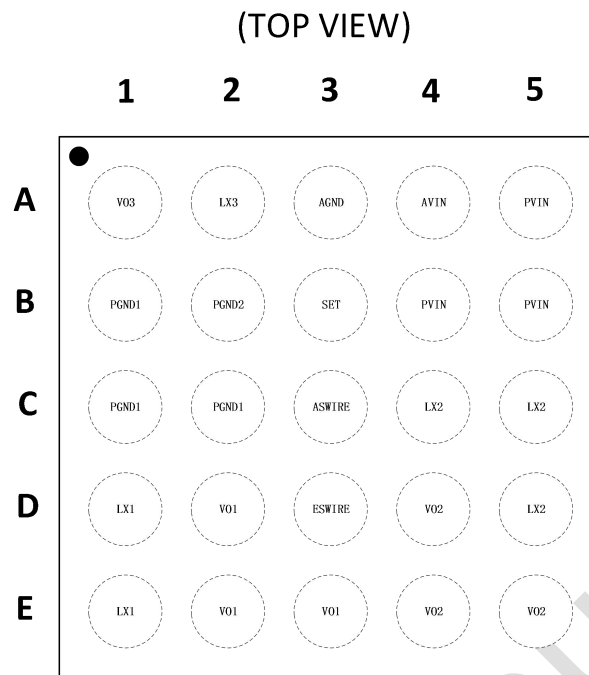 (TOP VIEW)
1 2 3 4 5
A VO3 LX3 AGND AVIN PVIN
B PGND1 PGND2 SET PVIN PVIN
C PGND1 PGND1 ASWIRE LX2 LX2
D LX1 VO1 ESWIRE VO2 LX2
E LX1 VO1 VO1 VO2 VO2